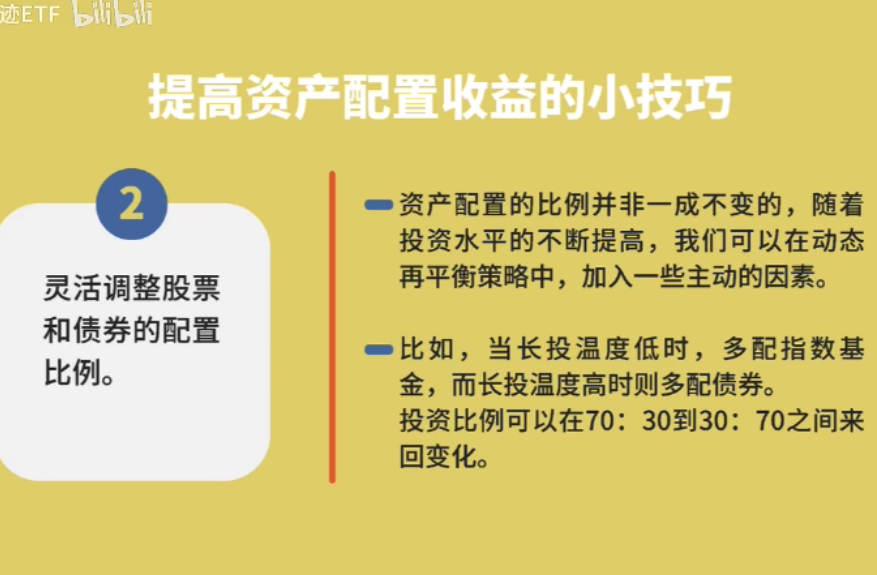 迹ETF bilibili
提高资产配置收益的小技巧
2
灵活调整股票
和债券的配置
比例。
资产配置的比例并非一成不变的，随着
投资水平的不断提高，我们可以在动态
再平衡策略中，加入一些主动的因素。
比如，当长投温度低时，多配指数基
金，而长投温度高时则多配债券。
投资比例可以在70：30到30：70之间来
回变化。